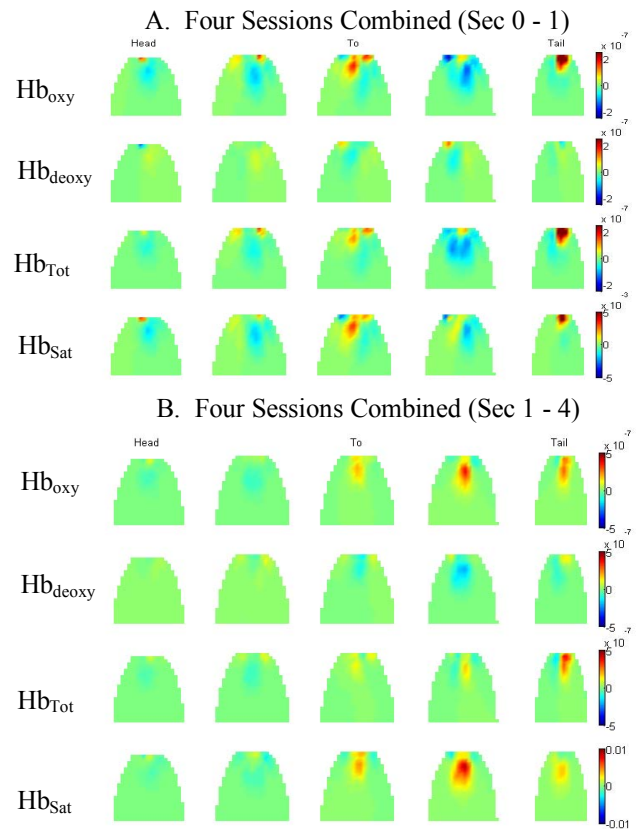 A. Four Sessions Combined (Sec 0 - 1)
Head To Tail
Hb_oxy
x 10^-7
2
0
-2
Hb_deoxy
x 10^-7
2
0
-2
Hb_Tot
x 10^-7
2
0
-2
Hb_Sat
x 10^-3
5
0
-5
B. Four Sessions Combined (Sec 1 - 4)
Head To Tail
Hb_oxy
x 10^-7
5
0
-5
Hb_deoxy
x 10^-7
5
0
-5
Hb_Tot
x 10^-7
5
0
-5
Hb_Sat
0.01
0
-0.01